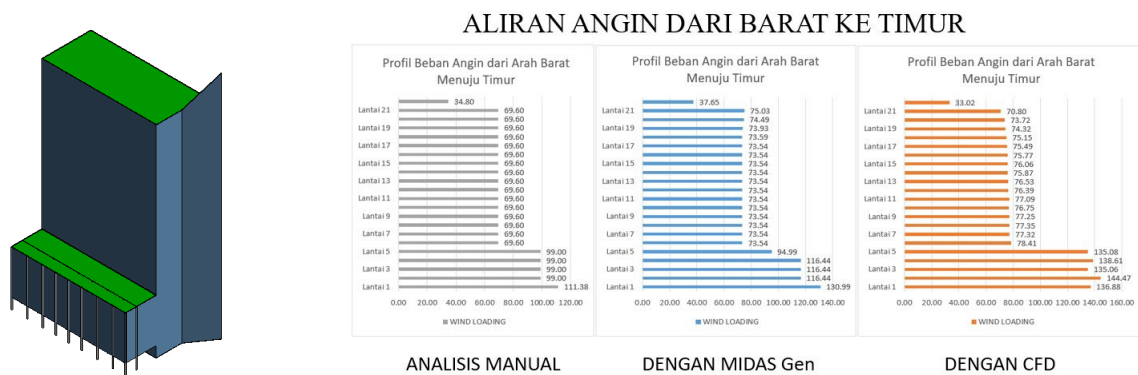 ALIRAN ANGIN DARI BARAT KE TIMUR
Profil Beban Angin dari Arah Barat
Menuju Timur
34.80
Lantai 21 69.60
69.60
Lantai 19 69.60
69.60
Lantai 17 69.60
69.60
Lantai 15 69.60
69.60
Lantai 13 69.60
69.60
Lantai 11 69.60
69.60
Lantai 9 69.60
69.60
Lantai 7 69.60
69.60
Lantai 5 99.00
99.00
Lantai 3 99.00
99.00
Lantai 1 111.38
0.00 20.00 40.00 60.00 80.00 100.00 120.00
WIND LOADING
ANALISIS MANUAL
Profil Beban Angin dari Arah Barat
Menuju Timur
37.65
Lantai 21 75.03
74.49
Lantai 19 73.93
73.59
Lantai 17 73.54
73.54
Lantai 15 73.54
73.54
Lantai 13 73.54
73.54
Lantai 11 73.54
73.54
Lantai 9 73.54
73.54
Lantai 7 73.54
73.54
Lantai 5 94.99
116.44
Lantai 3 116.44
116.44
Lantai 1 130.99
0.00 20.00 40.00 60.00 80.00 100.00 120.00 140.00
WIND LOADING
DENGAN MIDAS Gen
Profil Beban Angin dari Arah Barat
Menuju Timur
33.02
Lantai 21 70.80
73.72
Lantai 19 74.32
75.15
Lantai 17 75.49
75.77
Lantai 15 76.06
75.87
Lantai 13 76.53
76.39
Lantai 11 77.09
76.75
Lantai 9 77.25
77.35
Lantai 7 77.32
78.41
Lantai 5 135.08
138.61
Lantai 3 135.06
144.47
Lantai 1 136.88
0.00 20.00 40.00 60.00 80.00 100.00 120.00 140.00 160.00
WIND LOADING
DENGAN CFD